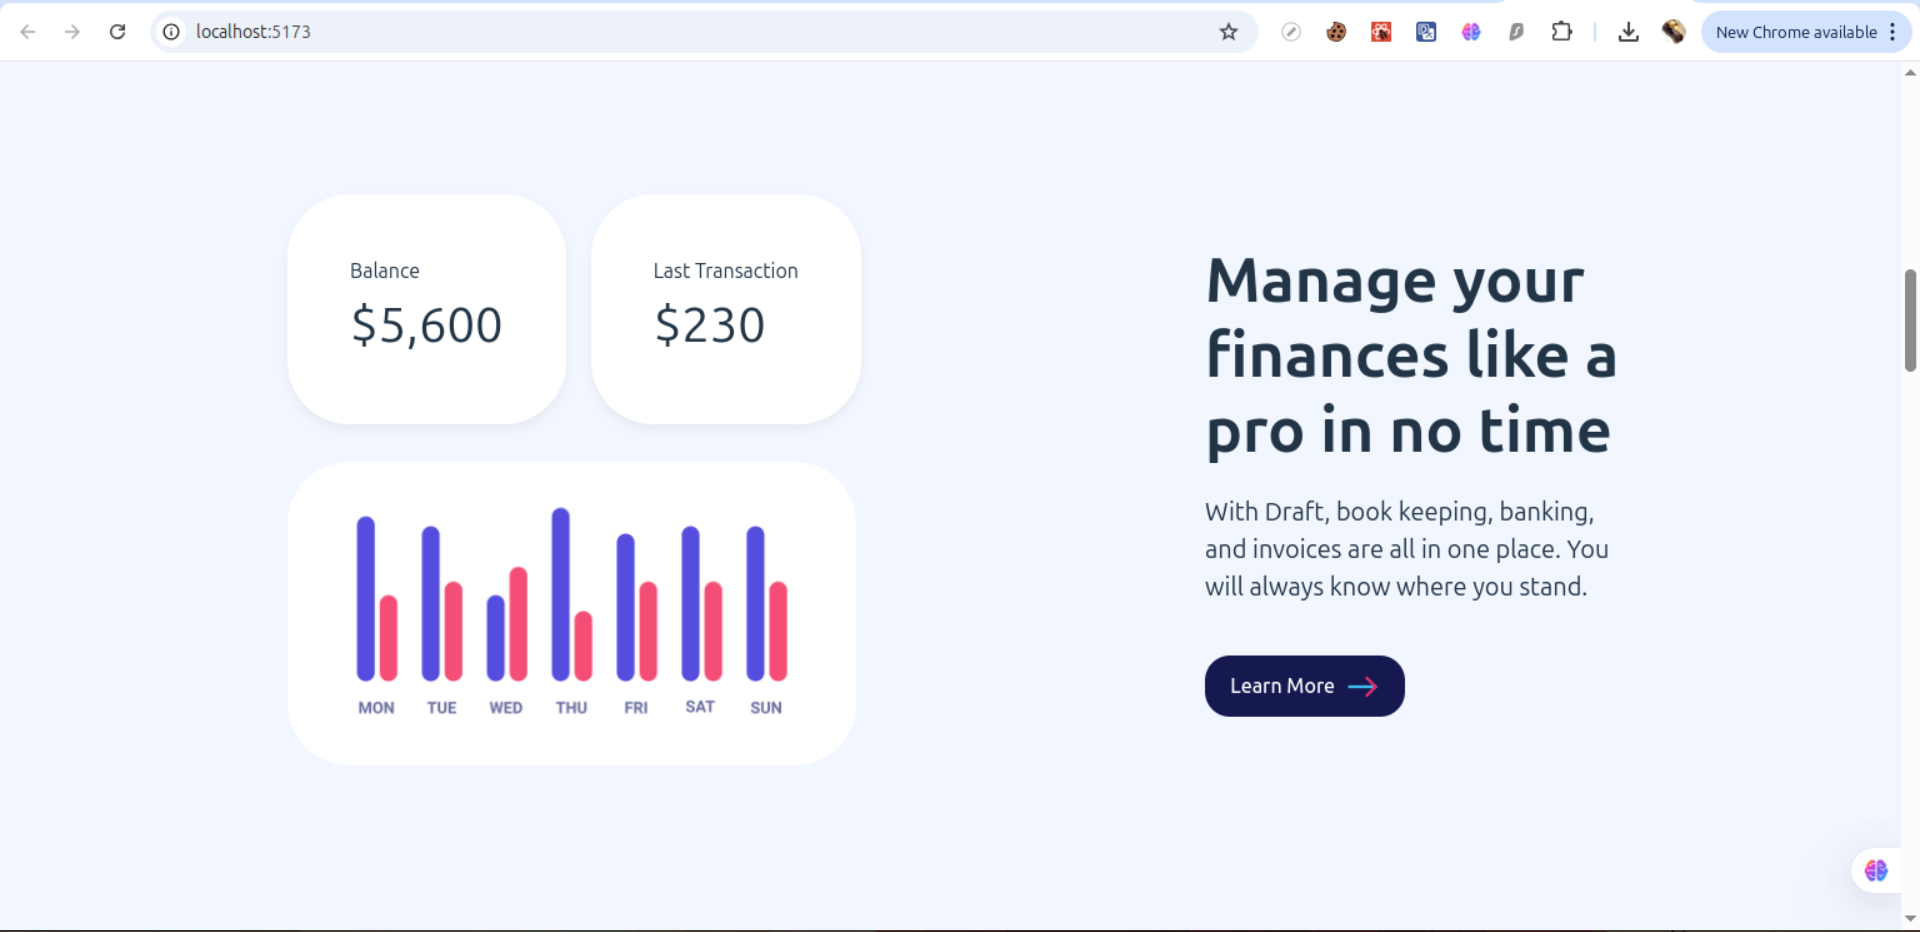 localhost:5173
New Chrome available
Balance
$5,600
Last Transaction
$230
MON TUE WED THU FRI SAT SUN
Manage your
finances like a
pro in no time
With Draft, book keeping, banking,
and invoices are all in one place. You
will always know where you stand.
Learn More